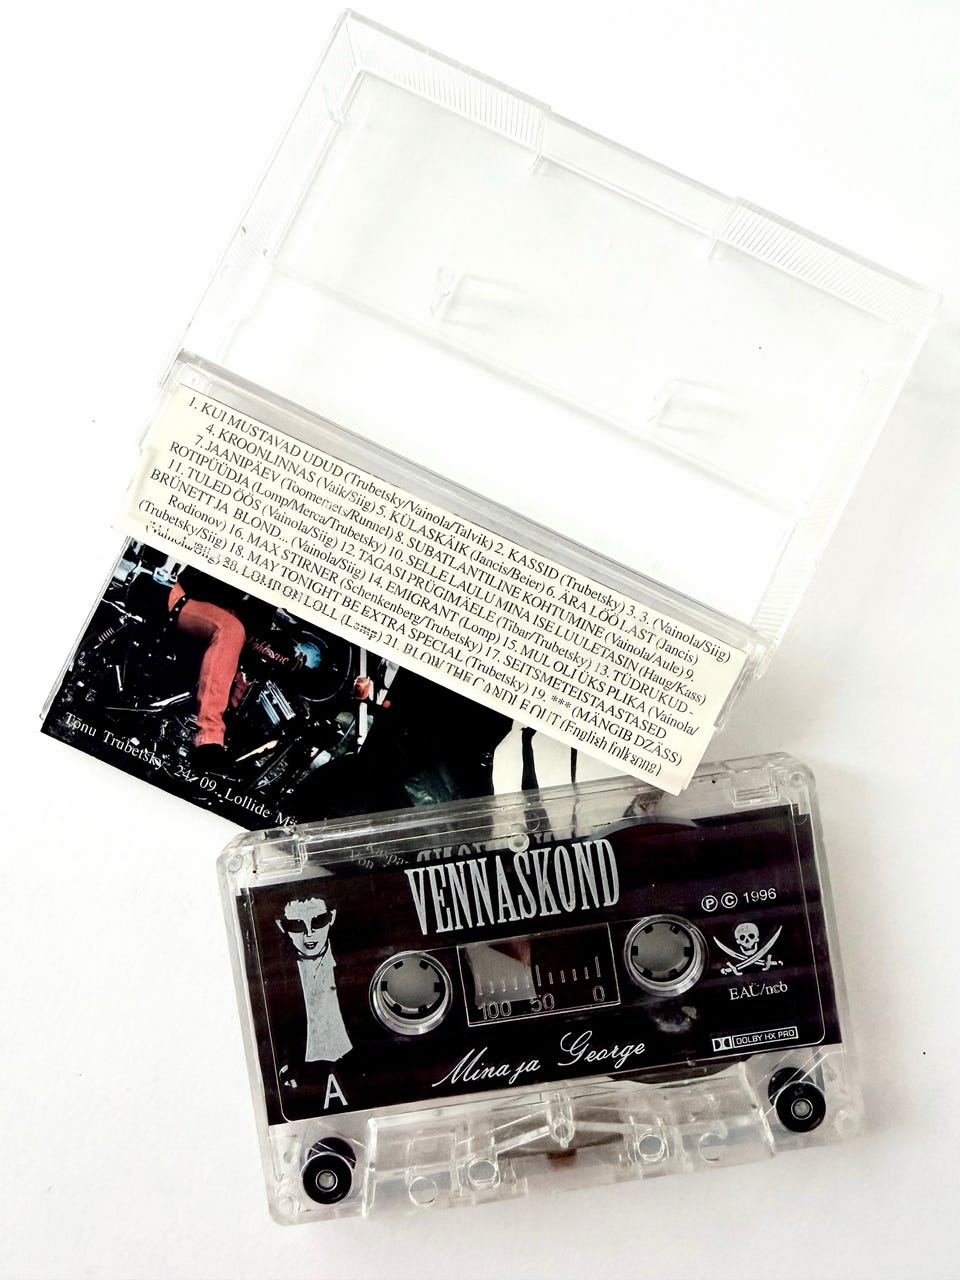 1. KUI MUSTAVAD UDUD (Trubetsky/Vainola/Talvik) 2. KASSID (Trubetsky) 3. 3. (Vainola/Siig)
4. KROONLINNAS (Vaik/Siig) 5. KÜLASKÄIK (Jancis/Beier) 6. ÄRA LÖÖ LAST (Jancis)
7. JAANIPÄEV (Toomemets/Runnel) 8. SUBATLANTILINE KOHTUMINE (Vainola/Aule) 9.
ROTIPÜÜDJA (Lomp/Merca/Trubetsky) 10. SELLE LAULU MINA ISE LUULETASIN (Haug/Kass)
11. TULED ÖÖS (Vainola/Siig) 12. TAGASI PRÜGIMÄELE (Tibar/Trubetsky) 13. TÜDRUKUD
BRÜNETT JA BLOND... (Vainola/Siig) 14. EMIGRANT (Lomp) 15. MUL OLI ÜKS PLIKA (Vainola/
Rodionov) 16. MAX STIRNER (Schenkenberg/Trubetsky) 17. SEITSMETEISTAASTASED
(Trubetsky/Siig) 18. MAY TONIGHT BE EXTRA SPECIAL (Trubetsky) 19. *** (MÄNGIB DZÄSS)
(Vainola/Siig) 20. LOMP ON LOLL (Lomp) 21. BLOW THE CANDLE OUT (English folksong)
Tõnu Trubetsky 24/09. Lollide
VENNAŠKOND
Ⓟ © 1996
EAÜ/ncb
100 50 0
DOLBY HX PRO
Mina ja George
A